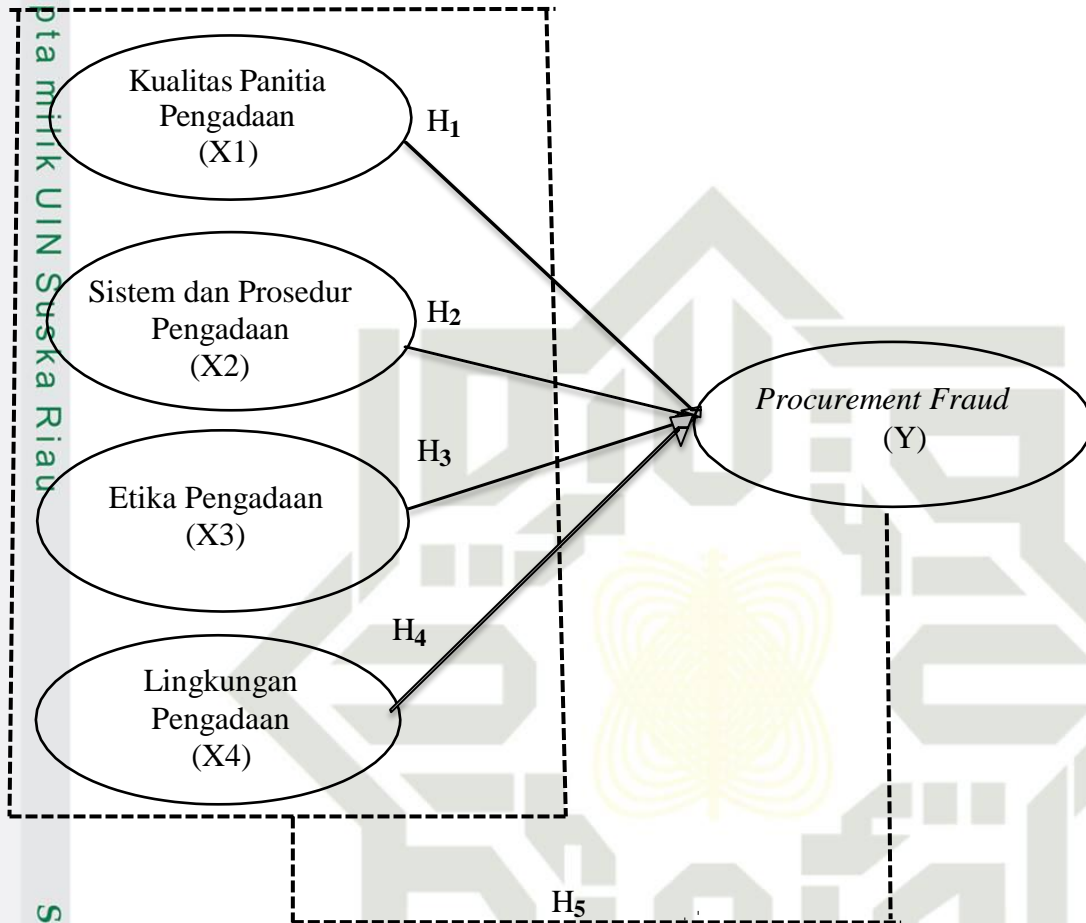 Kualitas Panitia
Pengadaan
(X1)
H1
Sistem dan Prosedur
Pengadaan
(X2)
H2
Procurement Fraud
(Y)
H3
Etika Pengadaan
(X3)
H4
Lingkungan
Pengadaan
(X4)
H5
pta milik UIN Suska Riau
S